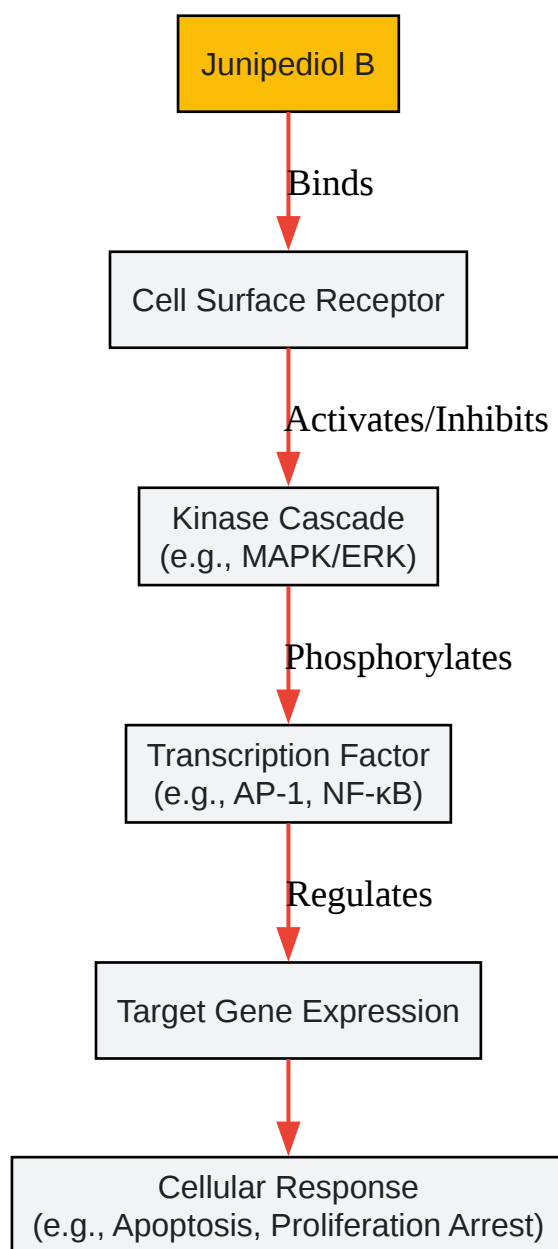 Junipediol B
Binds
Cell Surface Receptor
Activates/Inhibits
Kinase Cascade
(e.g., MAPK/ERK)
Phosphorylates
Transcription Factor
(e.g., AP-1, NF-κB)
Regulates
Target Gene Expression
Cellular Response
(e.g., Apoptosis, Proliferation Arrest)